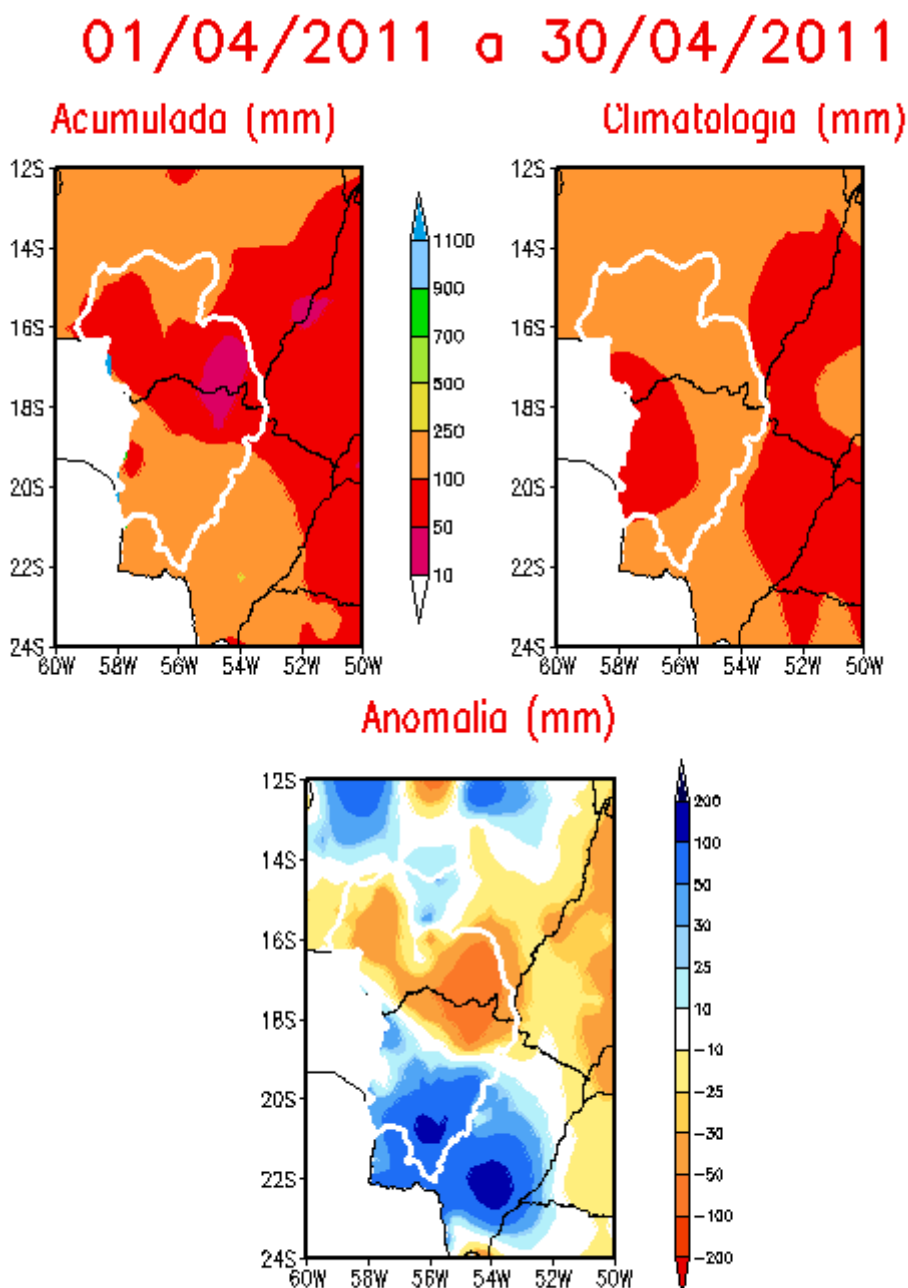 01/04/2011 a 30/04/2011
Acumulada (mm)
Climatologia (mm)
12S
14S
16S
18S
20S
22S
24S
60W 58W 56W 54W 52W 50W
1100
900
700
500
250
100
50
10
12S
14S
16S
18S
20S
22S
24S
60W 58W 56W 54W 52W 50W
Anomalia (mm)
12S
14S
16S
18S
20S
22S
24S
60W 58W 56W 54W 52W 50W
200
100
50
30
25
10
-10
-25
-30
-50
-100
-200